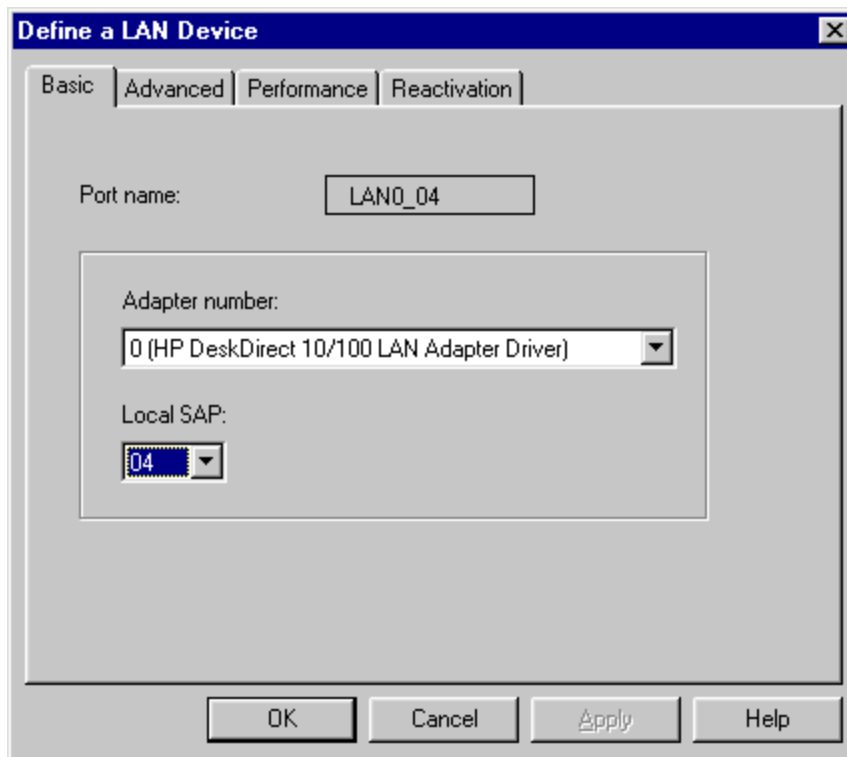 Define a LAN Device
Basic Advanced Performance Reactivation
Port name: LAN0_04
Adapter number:
0 (HP DeskDirect 10/100 LAN Adapter Driver)
Local SAP:
04
OK Cancel Apply Help